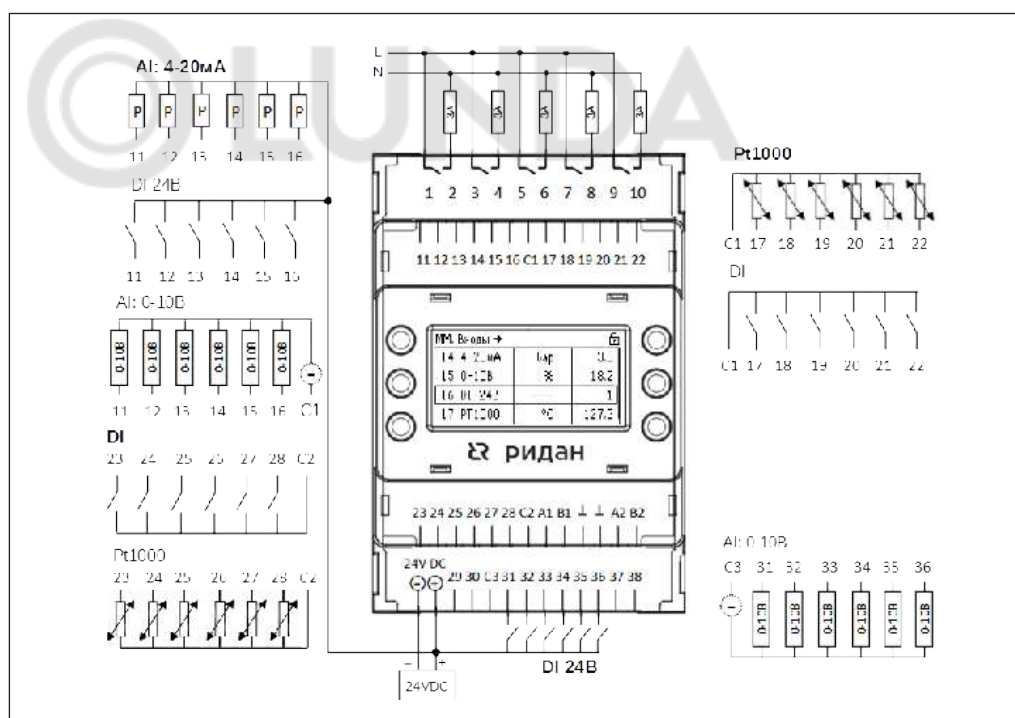 LUNDA
AI: 4-20мА
P P P P P P
11 12 13 14 15 16
DI 24В
11 12 13 14 15 16
AI: 0-10В
0-10В 0-10В 0-10В 0-10В 0-10В 0-10В
11 12 13 14 15 16 C1
DI
23 24 25 26 27 28 C2
Pt1000
23 24 25 26 27 28 C2
L
N
3A 3A 3A 3A 3A
1 2 3 4 5 6 7 8 9 10
11 12 13 14 15 16 C1 17 18 19 20 21 22
ММ. Входы →
14 4-20мА bar
15 0-10В % 18.2
16 DI-24В 1
17 PT1000 °C 127.3
ридан
23 24 25 26 27 28 C2 A1 B1 ⊥ ⊥ A2 B2
24V DC
− +
29 30 C3 31 32 33 34 35 36 37 38
− +
24VDC
DI 24В
Pt1000
C1 17 18 19 20 21 22
DI
C1 17 18 19 20 21 22
AI: 0-10В
C3 31 32 33 34 35 36
0-10В 0-10В 0-10В 0-10В 0-10В 0-10В